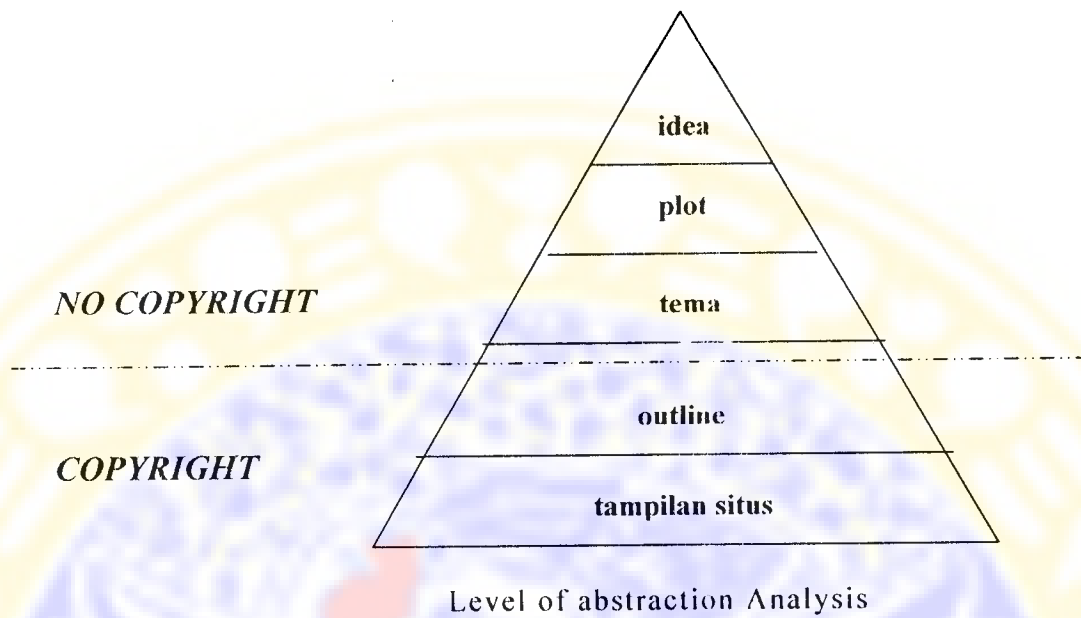 idea
plot
NO COPYRIGHT
tema
outline
COPYRIGHT
tampilan situs
Level of abstraction Analysis